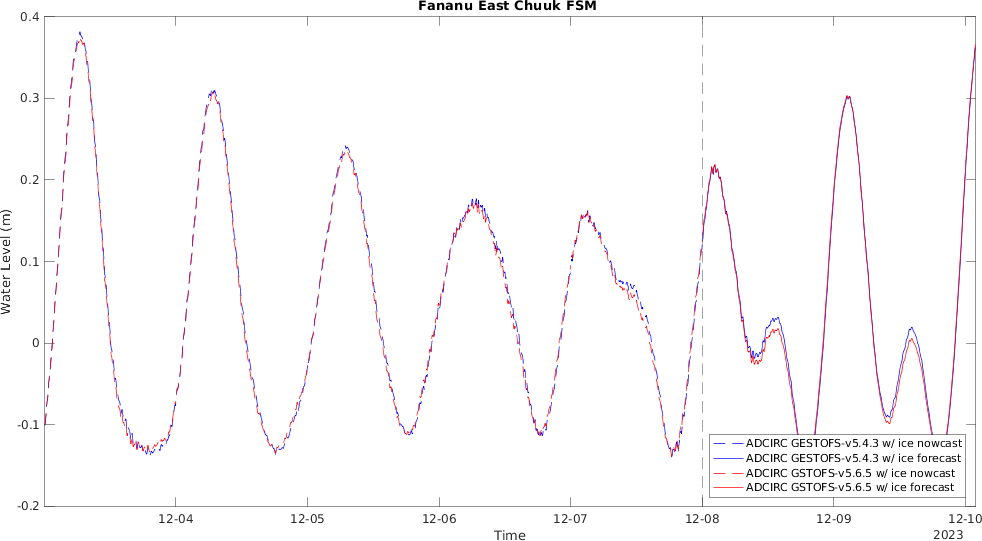 Fananu East Chuuk FSM
0.4
0.3
0.2
0.1
0
-0.1
-0.2
Water Level (m)
12-04
12-05
12-06
12-07
12-08
12-09
12-10
Time
2023
ADCIRC GESTOFS-v5.4.3 w/ ice nowcast
ADCIRC GESTOFS-v5.4.3 w/ ice forecast
ADCIRC GSTOFS-v5.6.5 w/ ice nowcast
ADCIRC GSTOFS-v5.6.5 w/ ice forecast